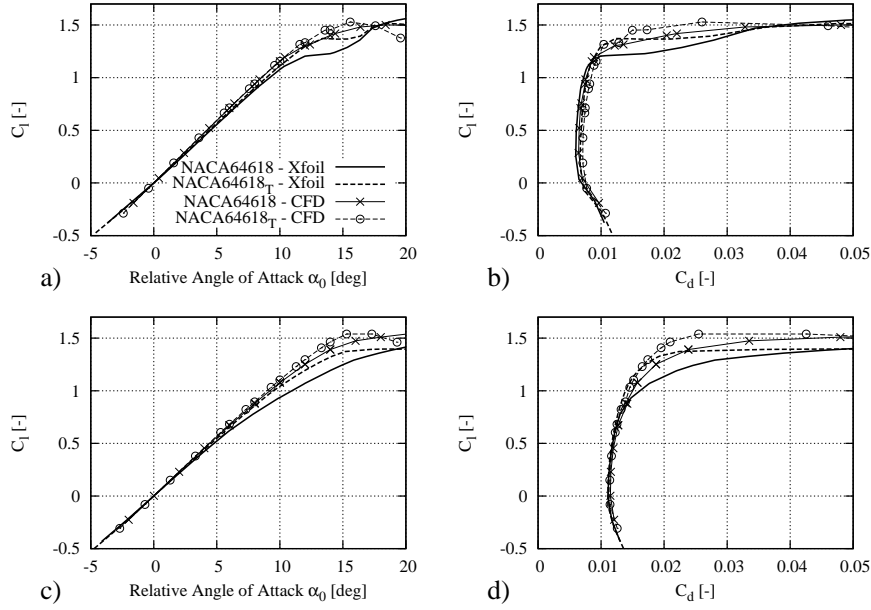 1.5
1
0.5
0
-0.5
C_l [-]
-5 0 5 10 15 20
a) Relative Angle of Attack α_0 [deg]
NACA64618 - Xfoil
NACA64618_T - Xfoil
NACA64618 - CFD
NACA64618_T - CFD
1.5
1
0.5
0
-0.5
C_l [-]
0 0.01 0.02 0.03 0.04 0.05
b) C_d [-]
1.5
1
0.5
0
-0.5
C_l [-]
-5 0 5 10 15 20
c) Relative Angle of Attack α_0 [deg]
1.5
1
0.5
0
-0.5
C_l [-]
0 0.01 0.02 0.03 0.04 0.05
d) C_d [-]